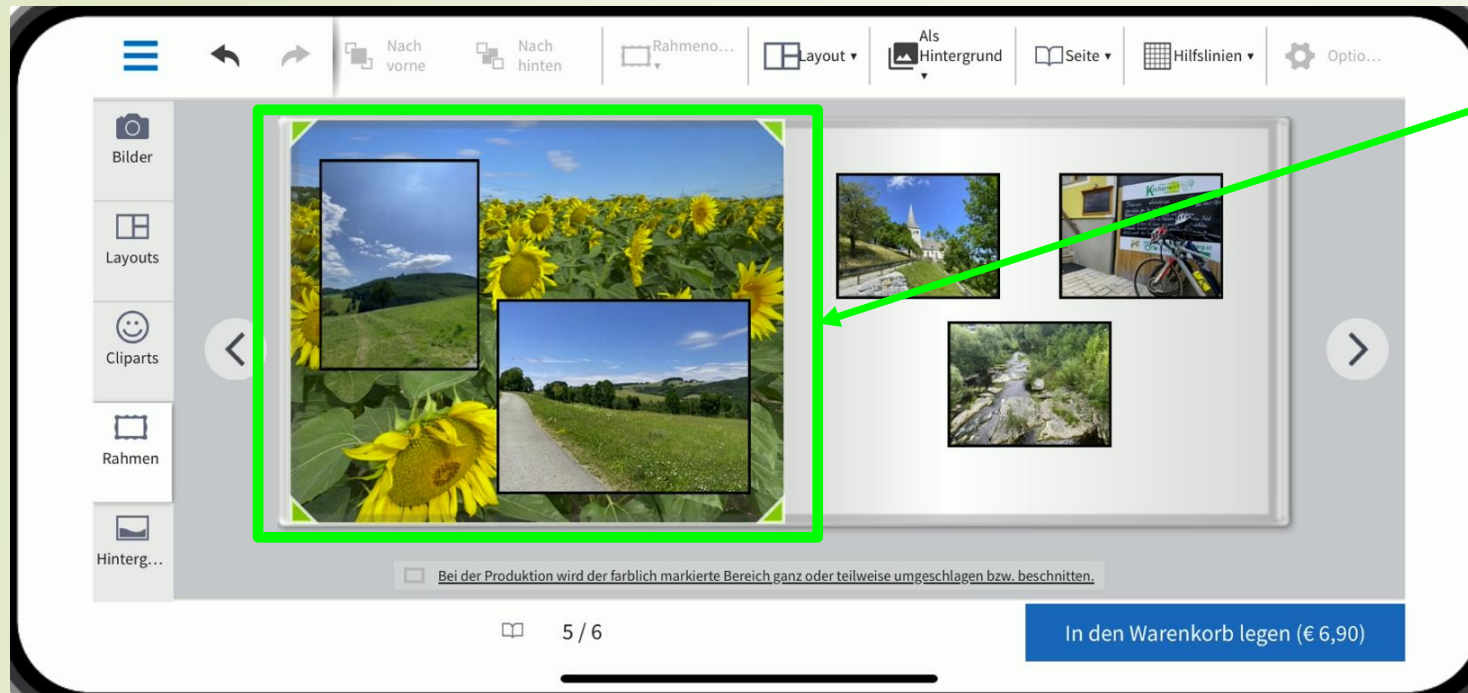 Nach vorne
Nach hinten
Rahmeno... ▾
Layout ▾
Als Hintergrund ▾
Seite ▾
Hilfslinien ▾
Optio...
Bilder
Layouts
Cliparts
Rahmen
Hinterg...
Bei der Produktion wird der farblich markierte Bereich ganz oder teilweise umgeschlagen bzw. beschnitten.
5 / 6
In den Warenkorb legen (€ 6,90)